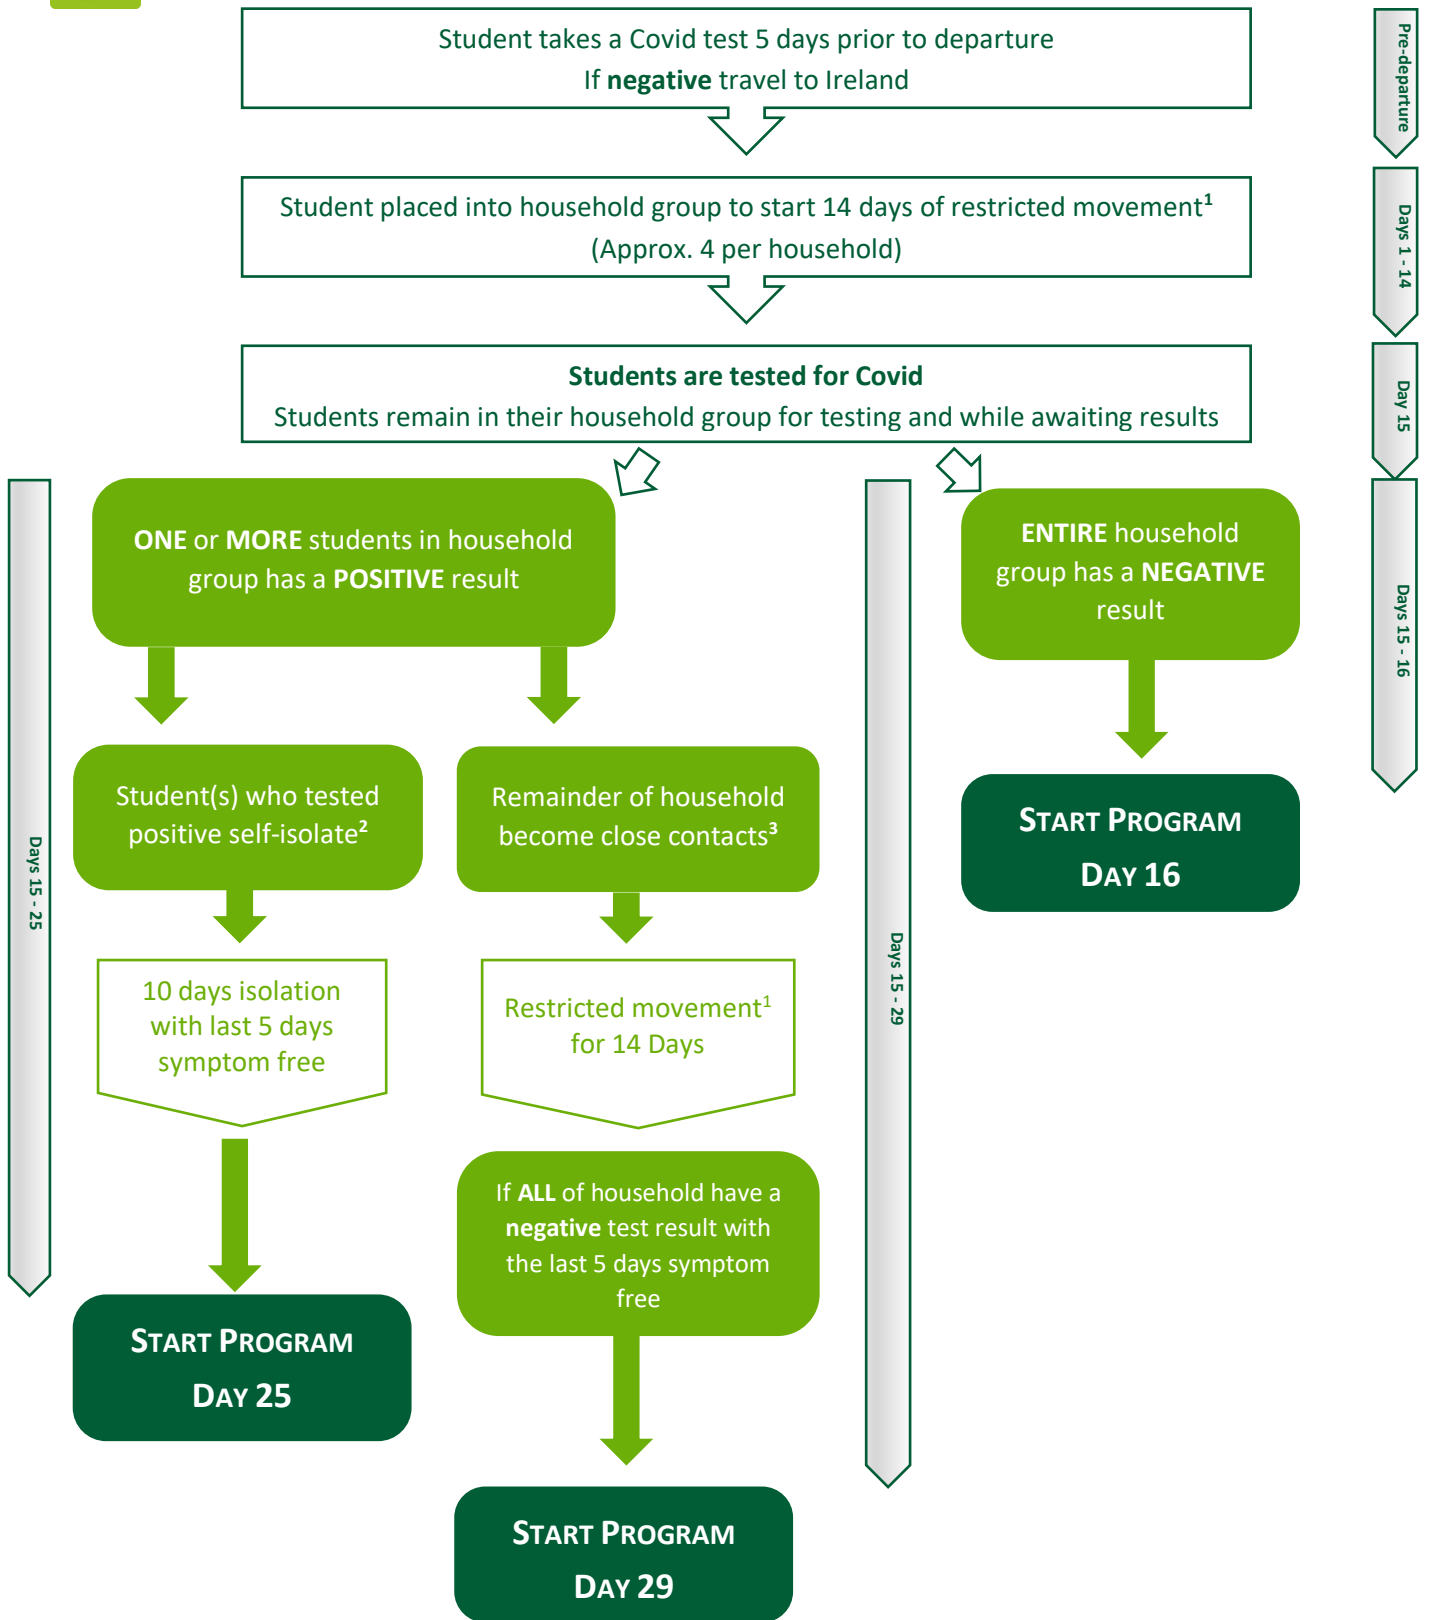 Student takes a Covid test 5 days prior to departure
If negative travel to Ireland
Pre-departure
Student placed into household group to start 14 days of restricted movement¹
(Approx. 4 per household)
Days 1 - 14
Students are tested for Covid
Students remain in their household group for testing and while awaiting results
Day 15
ONE or MORE students in household
group has a POSITIVE result
ENTIRE household
group has a NEGATIVE
result
Days 15 - 16
Student(s) who tested
positive self-isolate²
Remainder of household
become close contacts³
START PROGRAM
DAY 16
Days 15 - 25
Days 15 - 29
10 days isolation
with last 5 days
symptom free
Restricted movement¹
for 14 Days
If ALL of household have a
negative test result with
the last 5 days symptom
free
START PROGRAM
DAY 25
START PROGRAM
DAY 29